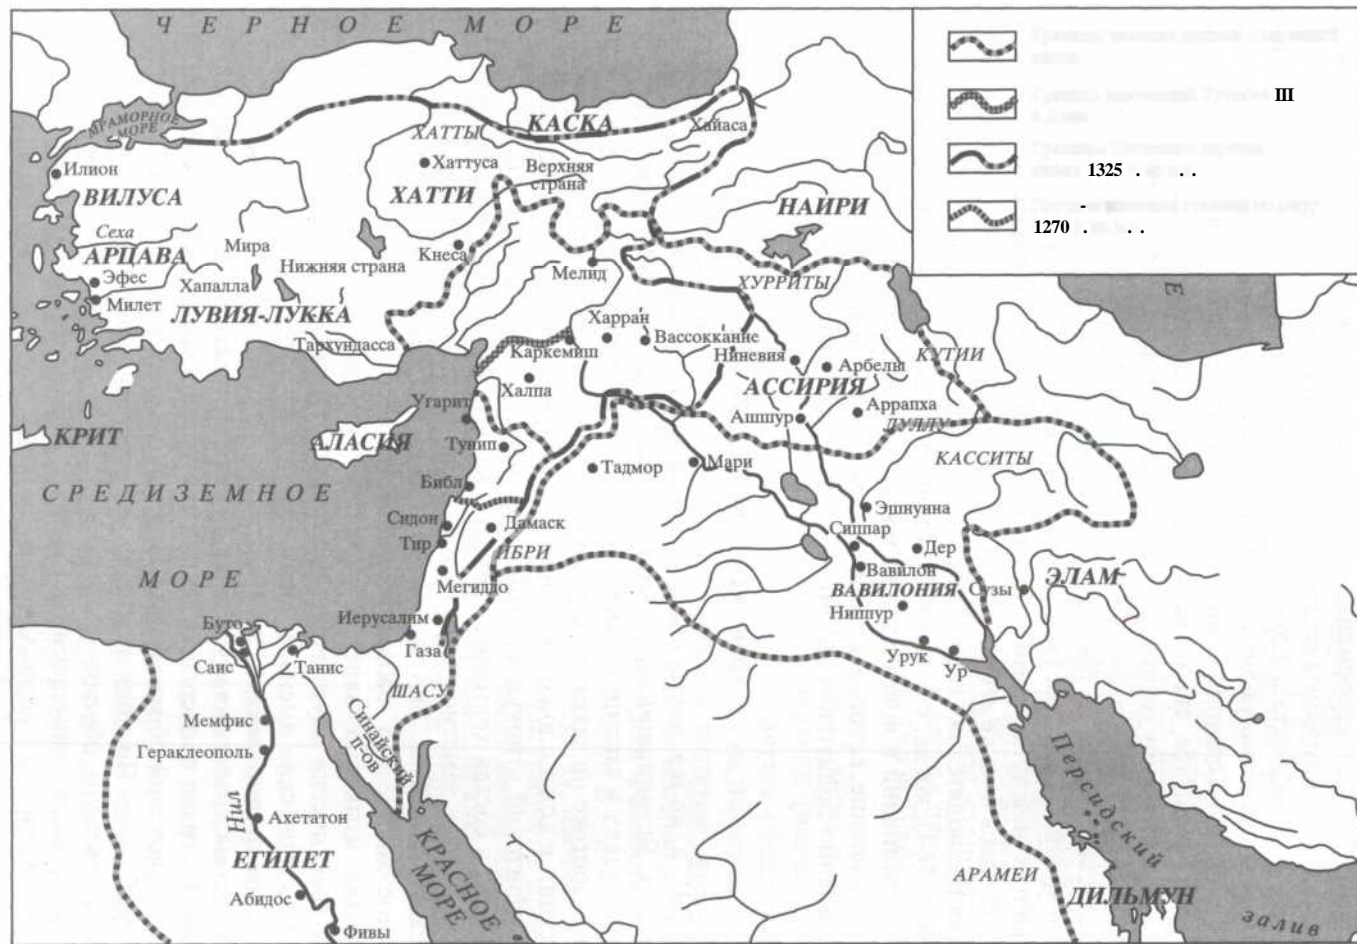 ЧЕРНОЕ МОРЕ
МРАМОРНОЕ
МОРЕ
ХАТТЫ
КАСКА
Хайаса
Илион
Хаттуса
Верхняя
страна
ВИЛУСА
ХАТТИ
НАИРИ
Сеха
АРЦАВА
Мира
Кнеса
Эфес
Хапалла
Нижняя страна
Мелид
ХУРРИТЫ
Милет
ЛУВИЯ-ЛУККА
Тархундасса
Харран
Каркемиш
Вассоккание
Ниневия
Арбелы
КУТИИ
Халпа
АССИРИЯ
Угарит
Ашшур
Аррапха
ЛУЛЛУ
КРИТ
АЛАСИЯ
Тунип
Тадмор
Мари
КАССИТЫ
СРЕДИЗЕМНОЕ
МОРЕ
Библ
Сидон
Дамаск
Эшнунна
Тир
ИБРИ
Сиппар
Дер
Мегиддо
Вавилон
ВАВИЛОНИЯ
Сузы
ЭЛАМ
Иерусалим
Ниппур
Буто
Газа
Урук
Ур
Саис
Танис
ШАСУ
Мемфис
Синайский
п-ов
Гераклеополь
Нил
Ахетатон
ЕГИПЕТ
КРАСНОЕ
МОРЕ
Абидос
Фивы
АРАМЕИ
Персидский
залив
ДИЛЬМУН
Е
III
1325 . . .
1270 . . .